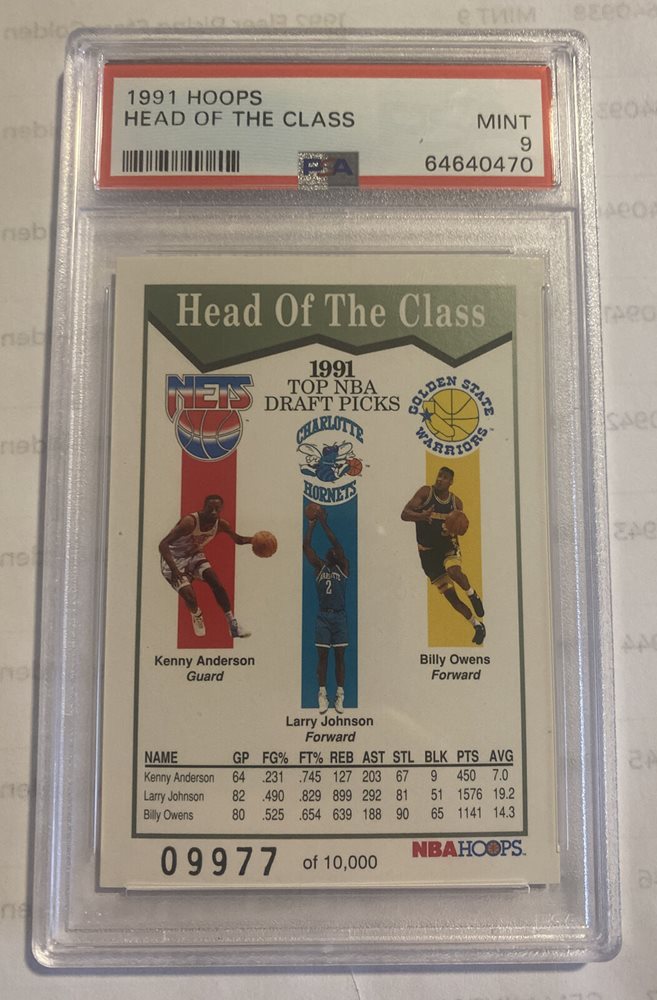 1991 HOOPS
HEAD OF THE CLASS
MINT
9
64640470
PSA
Head Of The Class
1991
TOP NBA
DRAFT PICKS
NETS
CHARLOTTE
HORNETS
GOLDEN STATE
WARRIORS
2
Kenny Anderson
Guard
Larry Johnson
Forward
Billy Owens
Forward
NAME GP FG% FT% REB AST STL BLK PTS AVG
Kenny Anderson 64 .231 .745 127 203 67 9 450 7.0
Larry Johnson 82 .490 .829 899 292 81 51 1576 19.2
Billy Owens 80 .525 .654 639 188 90 65 1141 14.3
09977 of 10,000
NBA HOOPS